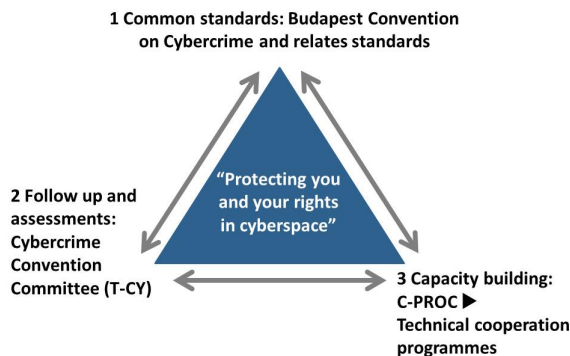 1 Common standards: Budapest Convention
on Cybercrime and relates standards
“Protecting you
and your rights
in cyberspace”
2 Follow up and
assessments:
Cybercrime
Convention
Committee (T-CY)
3 Capacity building:
C-PROC ▶
Technical cooperation
programmes